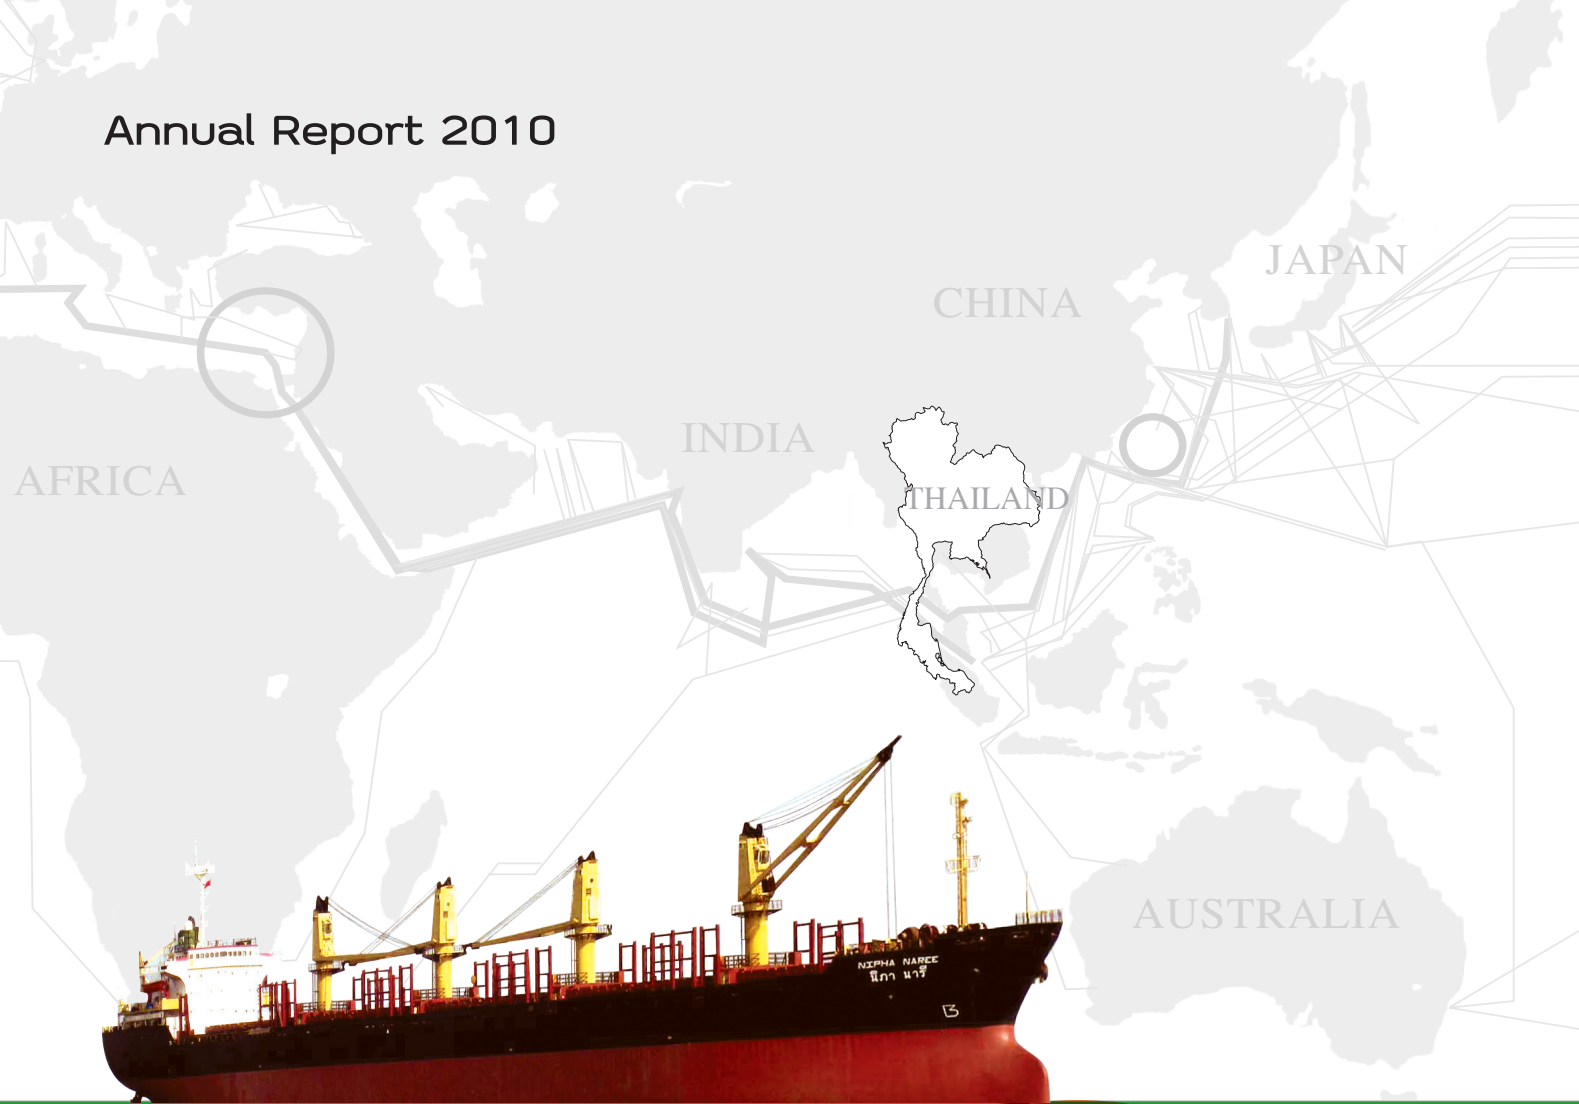 Annual Report 2010
JAPAN
CHINA
INDIA
AFRICA
THAILAND
AUSTRALIA
NIPHA NAREE
นิภา นารี